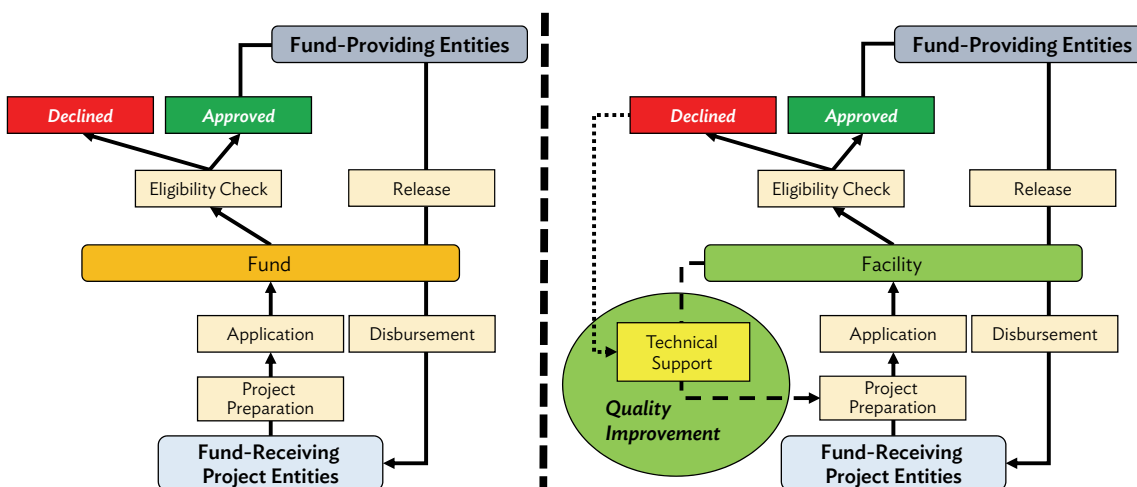 Fund-Providing Entities
Declined
Approved
Eligibility Check
Release
Fund
Application
Disbursement
Project
Preparation
Fund-Receiving
Project Entities
Fund-Providing Entities
Declined
Approved
Eligibility Check
Release
Facility
Technical
Support
Application
Disbursement
Quality
Improvement
Project
Preparation
Fund-Receiving
Project Entities